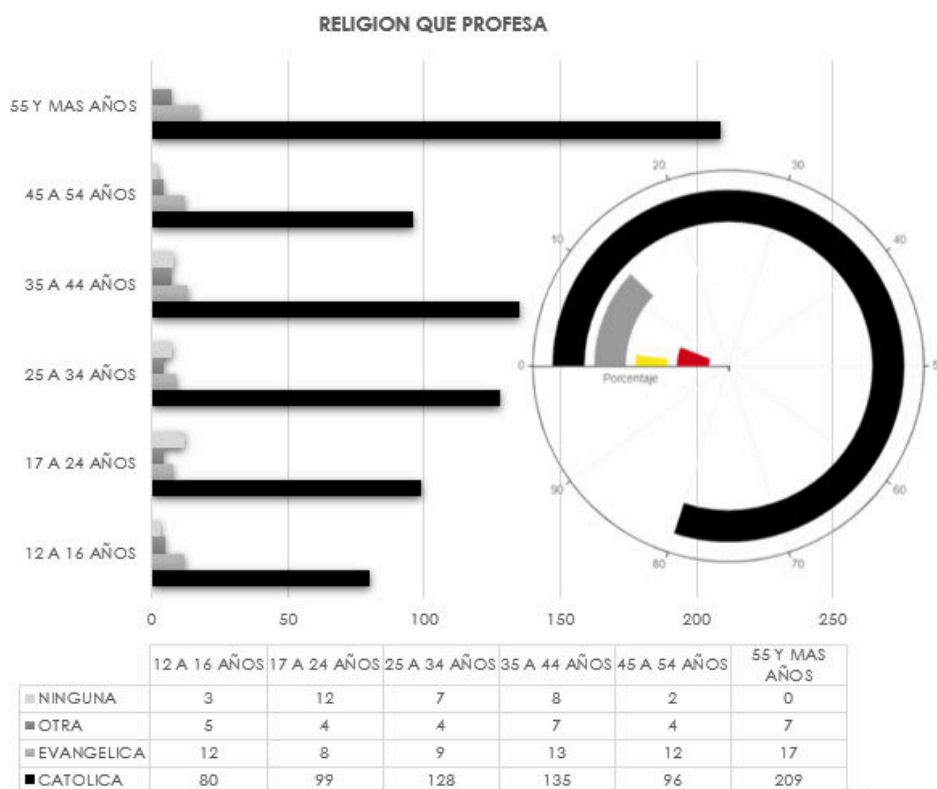 RELIGION QUE PROFESA
55 Y MAS AÑOS
45 A 54 AÑOS
35 A 44 AÑOS
25 A 34 AÑOS
17 A 24 AÑOS
12 A 16 AÑOS
0 50 100 150 200 250
0
10
20
30
40
5
60
70
80
90
Porcentaje
12 A 16 AÑOS 17 A 24 AÑOS 25 A 34 AÑOS 35 A 44 AÑOS 45 A 54 AÑOS 55 Y MAS
AÑOS
NINGUNA 3 12 7 8 2 0
OTRA 5 4 4 7 4 7
EVANGELICA 12 8 9 13 12 17
CATOLICA 80 99 128 135 96 209